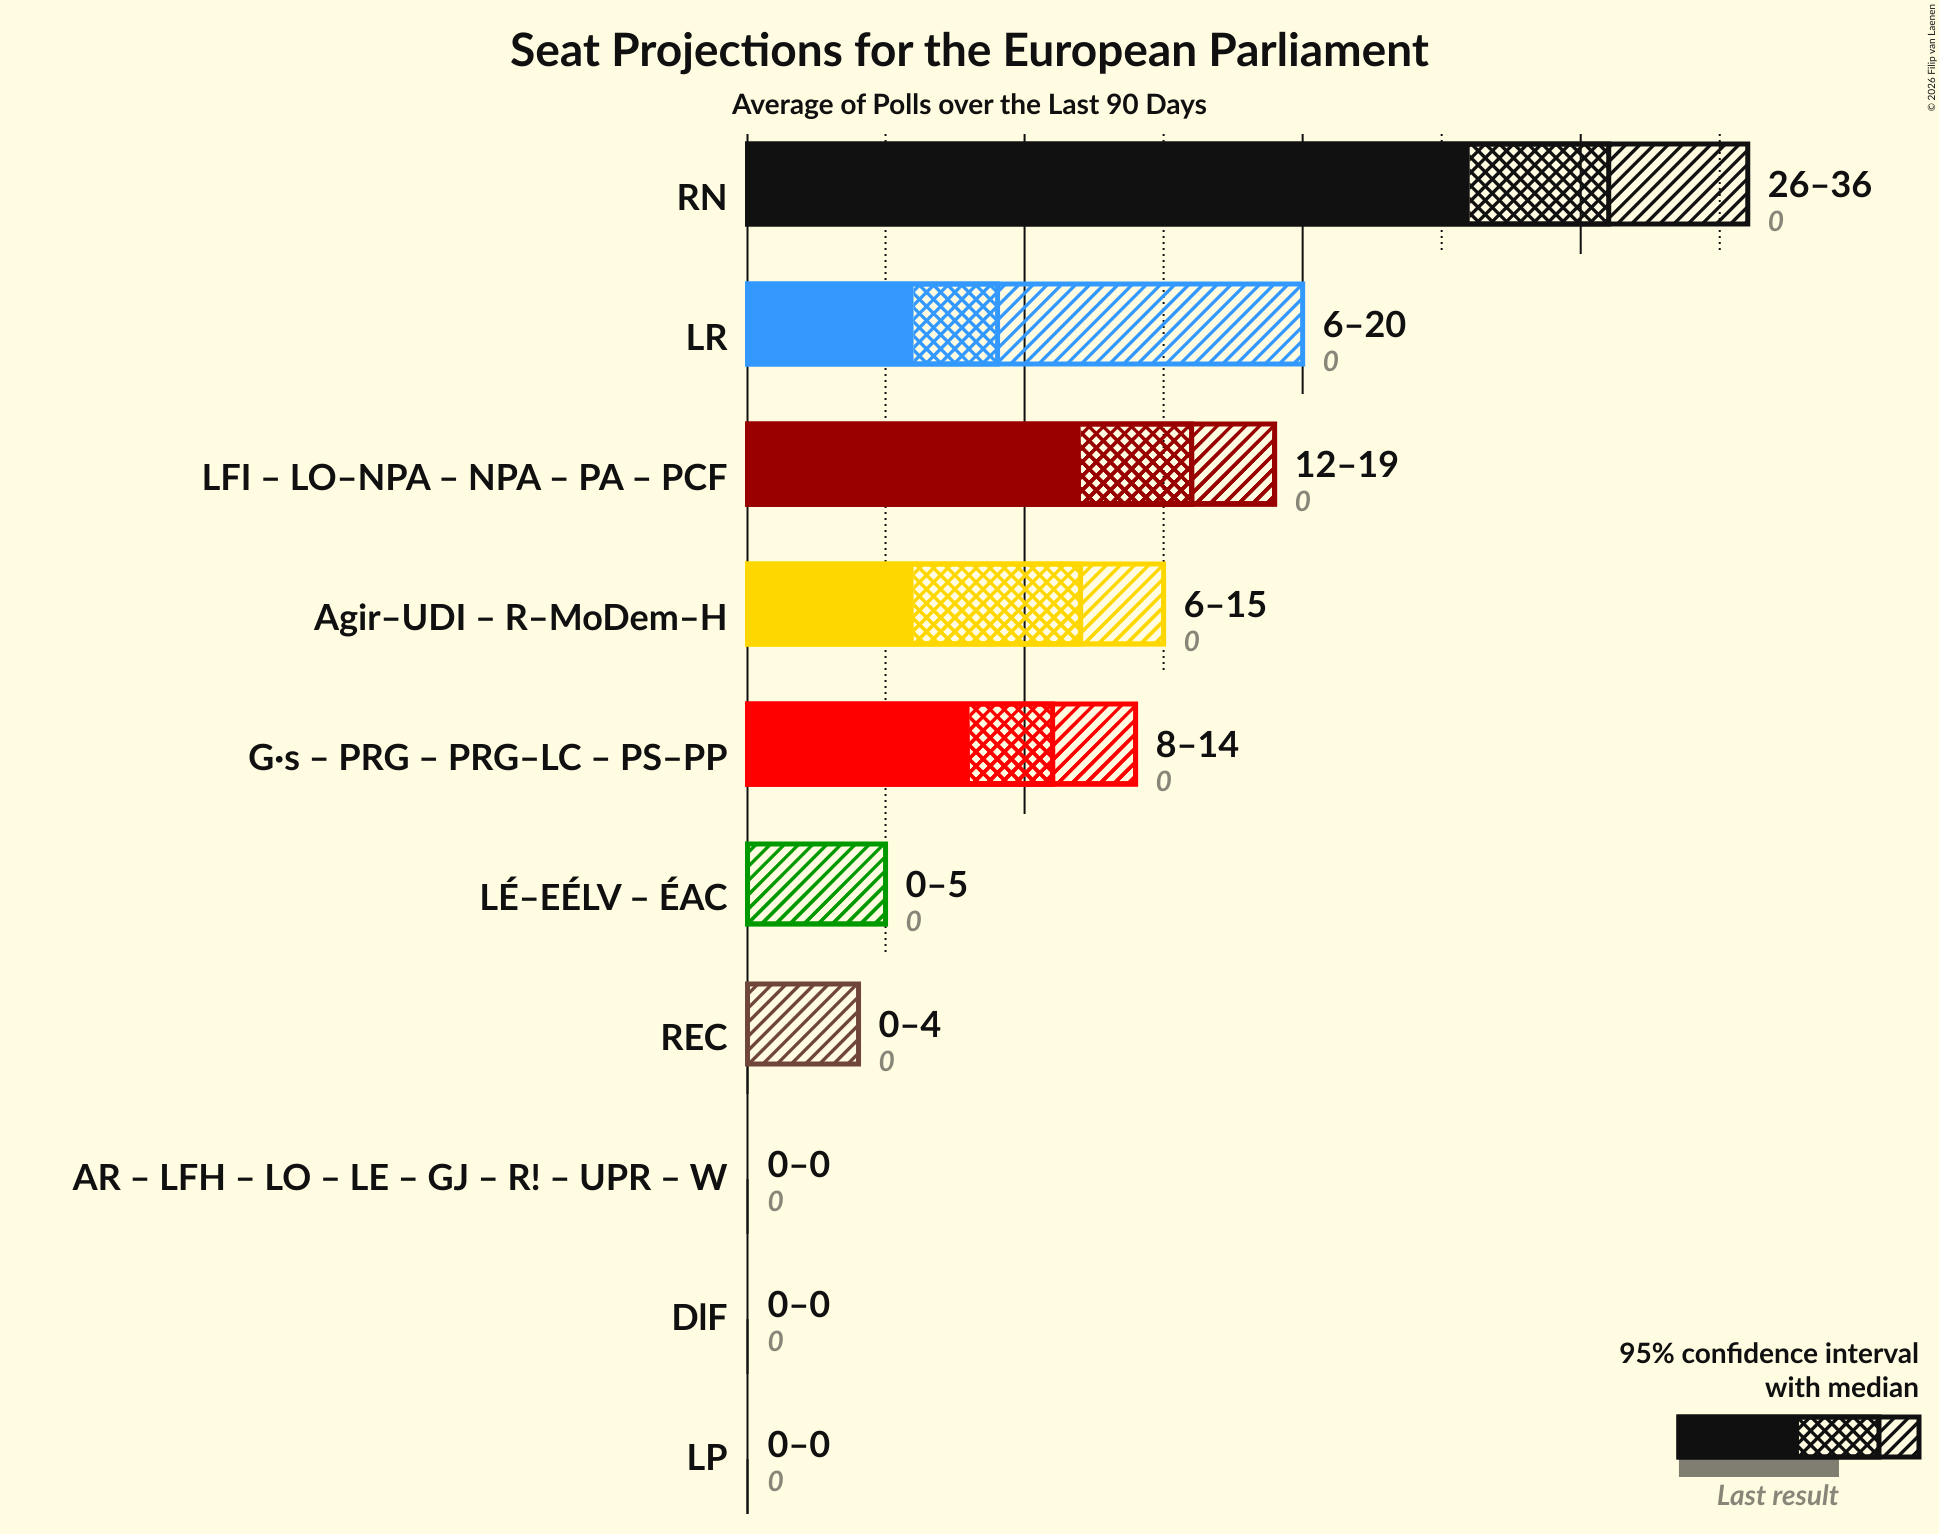 Seat Projections for the European Parliament
Average of Polls over the Last 90 Days
© 2026 Filip van Laenen
RN
26–36
0
LR
6–20
0
LFI – LO–NPA – NPA – PA – PCF
12–19
0
Agir–UDI – R–MoDem–H
6–15
0
G·s – PRG – PRG–LC – PS–PP
8–14
0
LÉ–EÉLV – ÉAC
0–5
0
REC
0–4
0
AR – LFH – LO – LE – GJ – R! – UPR – W
0–0
0
DIF
0–0
0
LP
0–0
0
95% confidence interval
with median
Last result